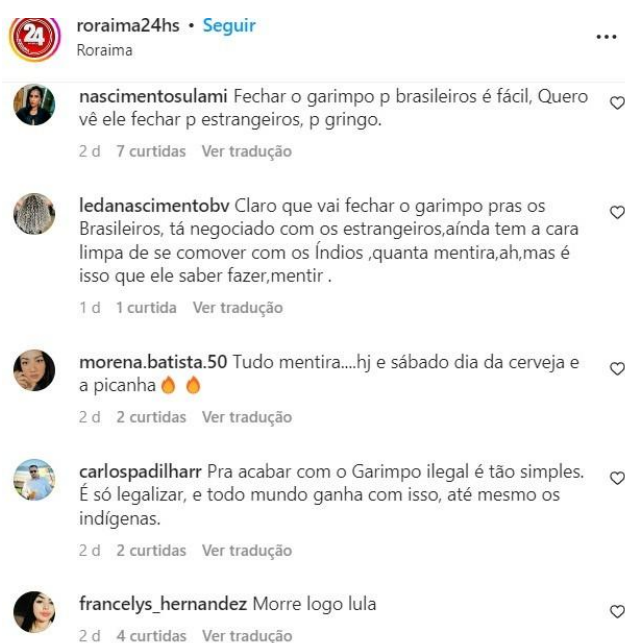 24
roraima24hs • Seguir
Roraima
nascimentosulami Fechar o garimpo p brasileiros é fácil, Quero
vê ele fechar p estrangeiros, p gringo.
2 d 7 curtidas Ver tradução
ledanascimentobv Claro que vai fechar o garimpo pras os
Brasileiros, tá negociado com os estrangeiros,aínda tem a cara
limpa de se comover com os Índios ,quanta mentira,ah,mas é
isso que ele saber fazer,mentir .
1 d 1 curtida Ver tradução
morena.batista.50 Tudo mentira....hj e sábado dia da cerveja e
a picanha🔥 🔥
2 d 2 curtidas Ver tradução
carlospadilharr Pra acabar com o Garimpo ilegal é tão simples.
É só legalizar, e todo mundo ganha com isso, até mesmo os
indígenas.
2 d 2 curtidas Ver tradução
francelys_hernandez Morre logo lula
2 d 4 curtidas Ver tradução